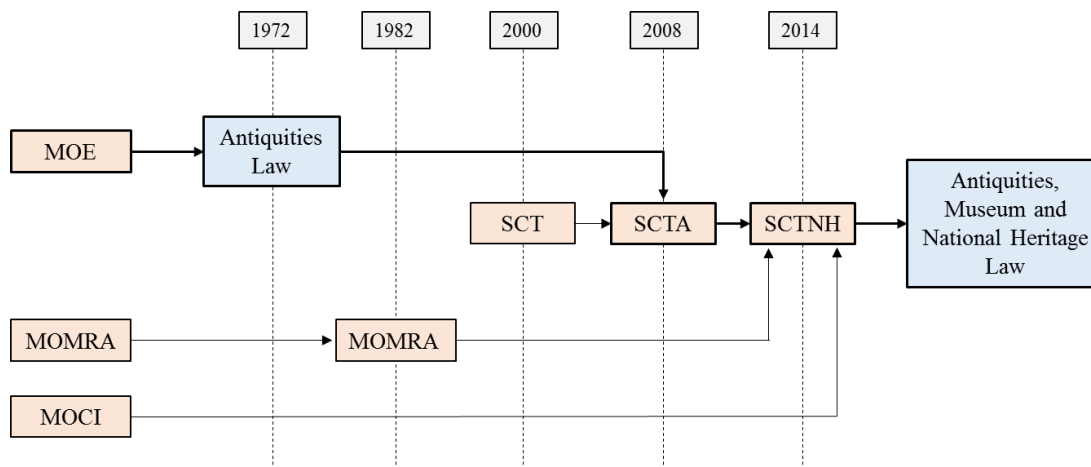 1972
1982
2000
2008
2014
MOE
Antiquities
Law
SCT
SCTA
SCTNH
Antiquities,
Museum and
National Heritage
Law
MOMRA
MOMRA
MOCI